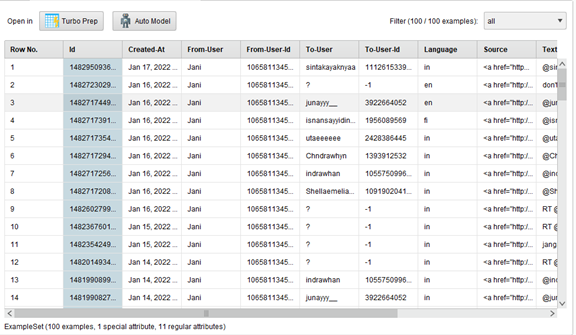 Open in Turbo Prep Auto Model Filter (100 / 100 examples): all
Row No. Id Created-At From-User From-User-Id To-User To-User-Id Language Source Text
1 1482950936... Jan 17, 2022 ... Jani 1065811345... sintakayaknyaa 1112615339... in <a href="http:/... @sin
2 1482723029... Jan 16, 2022 ... Jani 1065811345... ? -1 en <a href="http:/... don't
3 1482717449... Jan 16, 2022 ... Jani 1065811345... junayyy__ 3922664052 en <a href="http:/... @jun
4 1482717391... Jan 16, 2022 ... Jani 1065811345... isnansayyidin... 1956089569 fi <a href="http:/... @isn
5 1482717354... Jan 16, 2022 ... Jani 1065811345... utaeeeeee 2428386445 in <a href="http:/... @uta
6 1482717294... Jan 16, 2022 ... Jani 1065811345... Chndrawhyn 1393912532 in <a href="http:/... @Ch
7 1482717256... Jan 16, 2022 ... Jani 1065811345... indrawhan 1055750996... in <a href="http:/... @ind
8 1482717208... Jan 16, 2022 ... Jani 1065811345... Shellaemelia... 1091902041... in <a href="http:/... @Sh
9 1482602799... Jan 16, 2022 ... Jani 1065811345... ? -1 in <a href="http:/... RT @
10 1482367601... Jan 15, 2022 ... Jani 1065811345... ? -1 in <a href="http:/... RT @
11 1482354249... Jan 15, 2022 ... Jani 1065811345... ? -1 in <a href="http:/... jang
12 1482014934... Jan 14, 2022 ... Jani 1065811345... ? -1 in <a href="http:/... RT @
13 1481990899... Jan 14, 2022 ... Jani 1065811345... indrawhan 1055750996... in <a href="http:/... @ind
14 1481990827... Jan 14, 2022 ... Jani 1065811345... junayyy__ 3922664052 in <a href="http:/... @jun
ExampleSet (100 examples, 1 special attribute, 11 regular attributes)